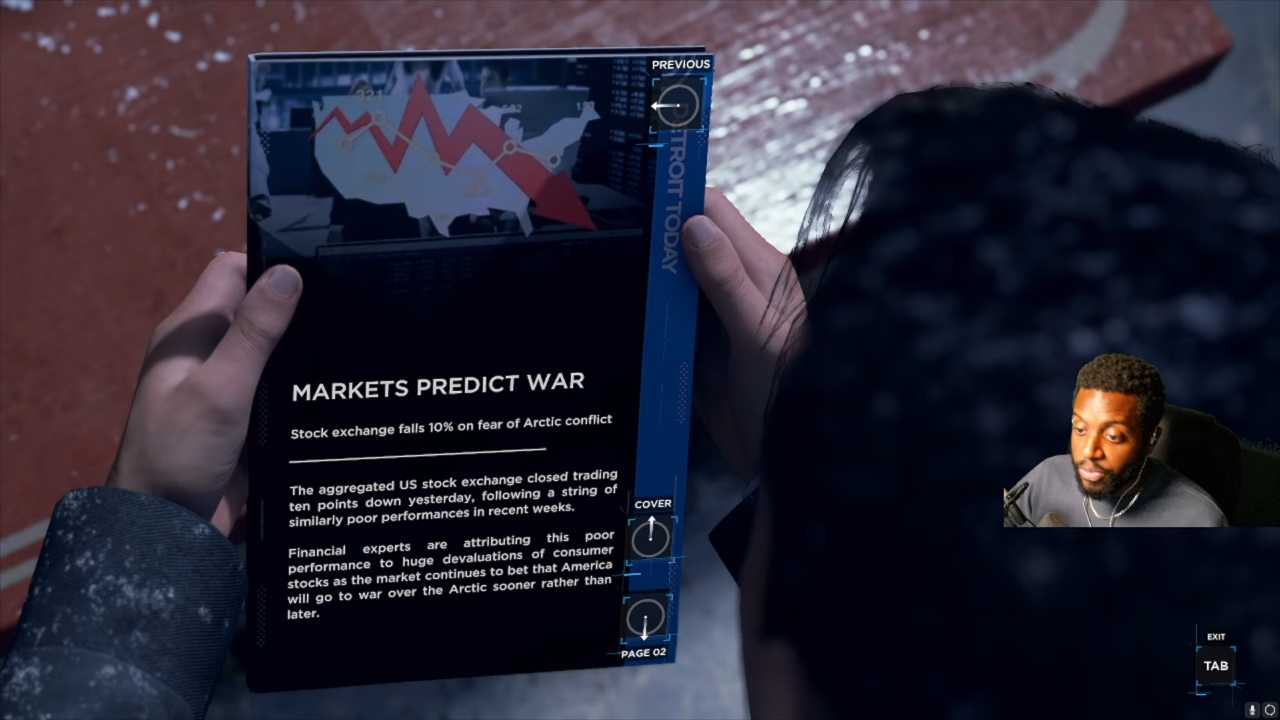 PREVIOUS
DETROIT TODAY
MARKETS PREDICT WAR
Stock exchange falls 10% on fear of Arctic conflict
The aggregated US stock exchange closed trading
ten points down yesterday, following a string of
similarly poor performances in recent weeks.
Financial experts are attributing this poor
performance to huge devaluations of consumer
stocks as the market continues to bet that America
will go to war over the Arctic sooner rather than
later.
COVER
PAGE 02
EXIT
TAB